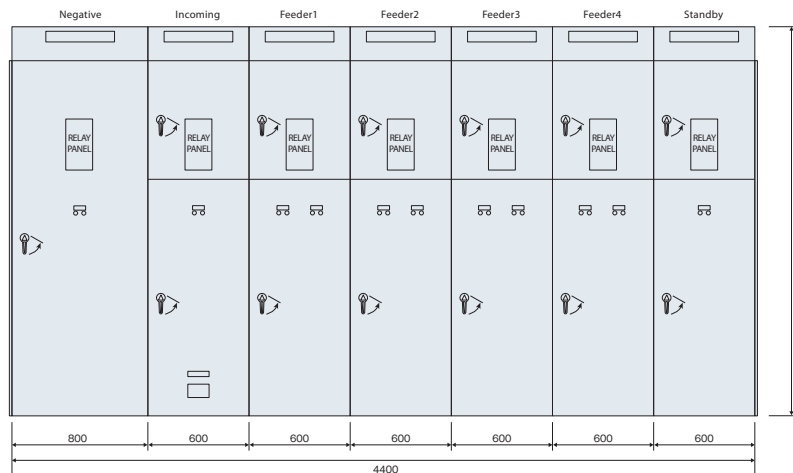 Negative Incoming Feeder1 Feeder2 Feeder3 Feeder4 Standby
RELAY PANEL
RELAY PANEL
RELAY PANEL
RELAY PANEL
RELAY PANEL
RELAY PANEL
RELAY PANEL
800 600 600 600 600 600 600
4400